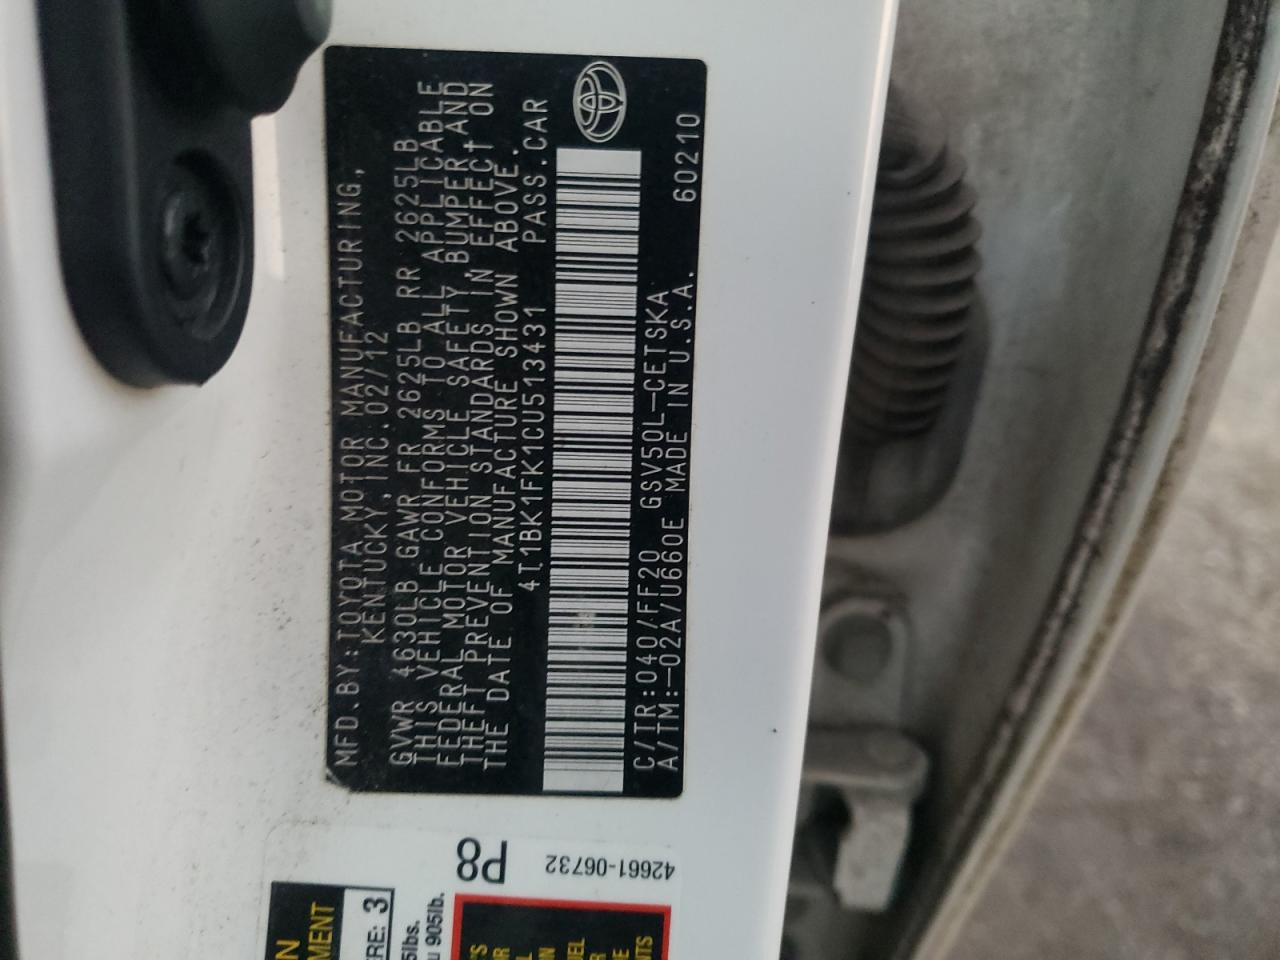 MFD.BY:TOYOTA MOTOR MANUFACTURING,
KENTUCKY,INC.02/12
GVWR 4630LB GAWR FR 2625LB RR 2625LB
THIS VEHICLE CONFORMS TO ALL APPLICABLE
FEDERAL MOTOR VEHICLE SAFETY,BUMPER,AND
THEFT PREVENTION STANDARDS IN EFFECT ON
THE DATE OF MANUFACTURE SHOWN ABOVE.
4T1BK1FK1CU513431 PASS.CAR
C/TR:040/FF20 GSV50L-CETSKA
A/TM:-02A/U660E MADE IN U.S.A. 60210
P8
42661-06732